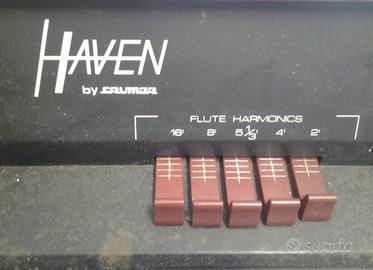 HAVEN
by CRUMAR
FLUTE HARMONICS
16' 8' 5 1/3' 4' 2'
subito